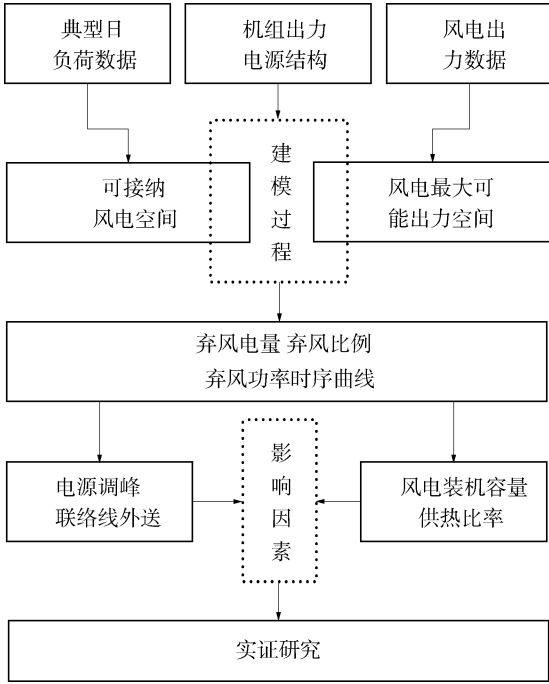 典型日
负荷数据
机组出力
电源结构
风电出
力数据
建
模
过
程
可接纳
风电空间
风电最大可
能出力空间
弃风电量 弃风比例
弃风功率时序曲线
电源调峰
联络线外送
影
响
因
素
风电装机容量
供热比率
实证研究